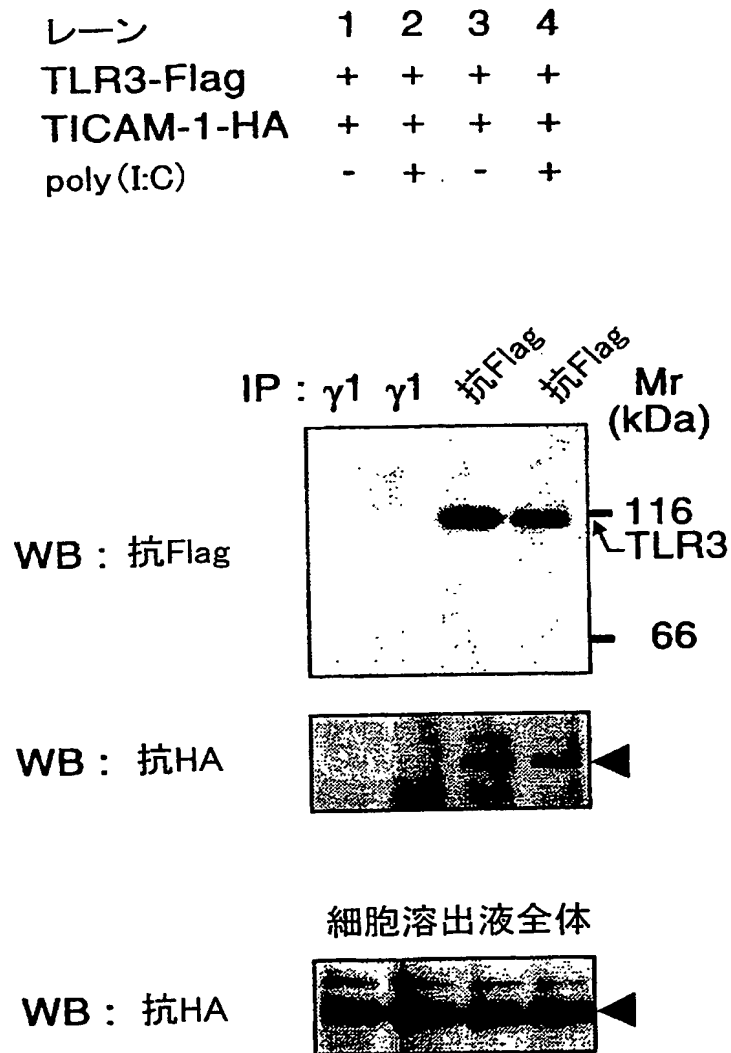 レーン 1 2 3 4
TLR3-Flag + + + +
TICAM-1-HA + + + +
poly(I:C) - + - +
IP : γ1 γ1 抗Flag 抗Flag Mr
(kDa)
116
WB : 抗Flag TLR3
66
WB : 抗HA
細胞溶出液全体
WB : 抗HA